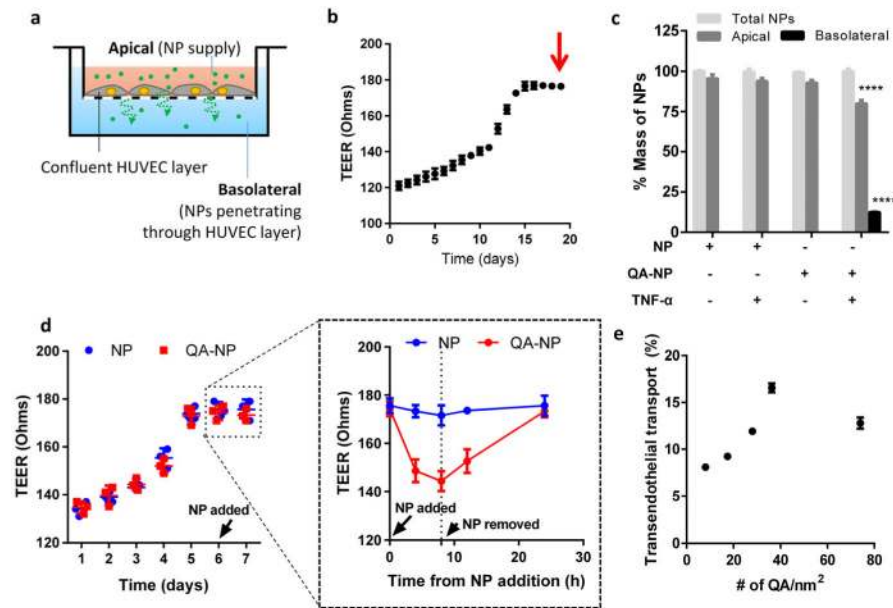 a
Apical (NP supply)
Confluent HUVEC layer
Basolateral
(NPs penetrating
through HUVEC layer)
b
200
180
160
140
120
100
TEER (Ohms)
0 5 10 15 20
Time (days)
c
Total NPs
Apical
Basolateral
125
100
75
50
25
0
% Mass of NPs
****
****
NP + + - -
QA-NP - - + +
TNF-α - + - +
d
NP QA-NP
200
180
160
140
120
TEER (Ohms)
NP added
1 2 3 4 5 6 7
Time (days)
NP QA-NP
200
180
160
140
120
TEER (Ohms)
NP added
NP removed
0 5 10 15 20 25
Time from NP addition (h)
e
20
15
10
5
0
Transendothelial transport (%)
0 20 40 60 80
# of QA/nm2